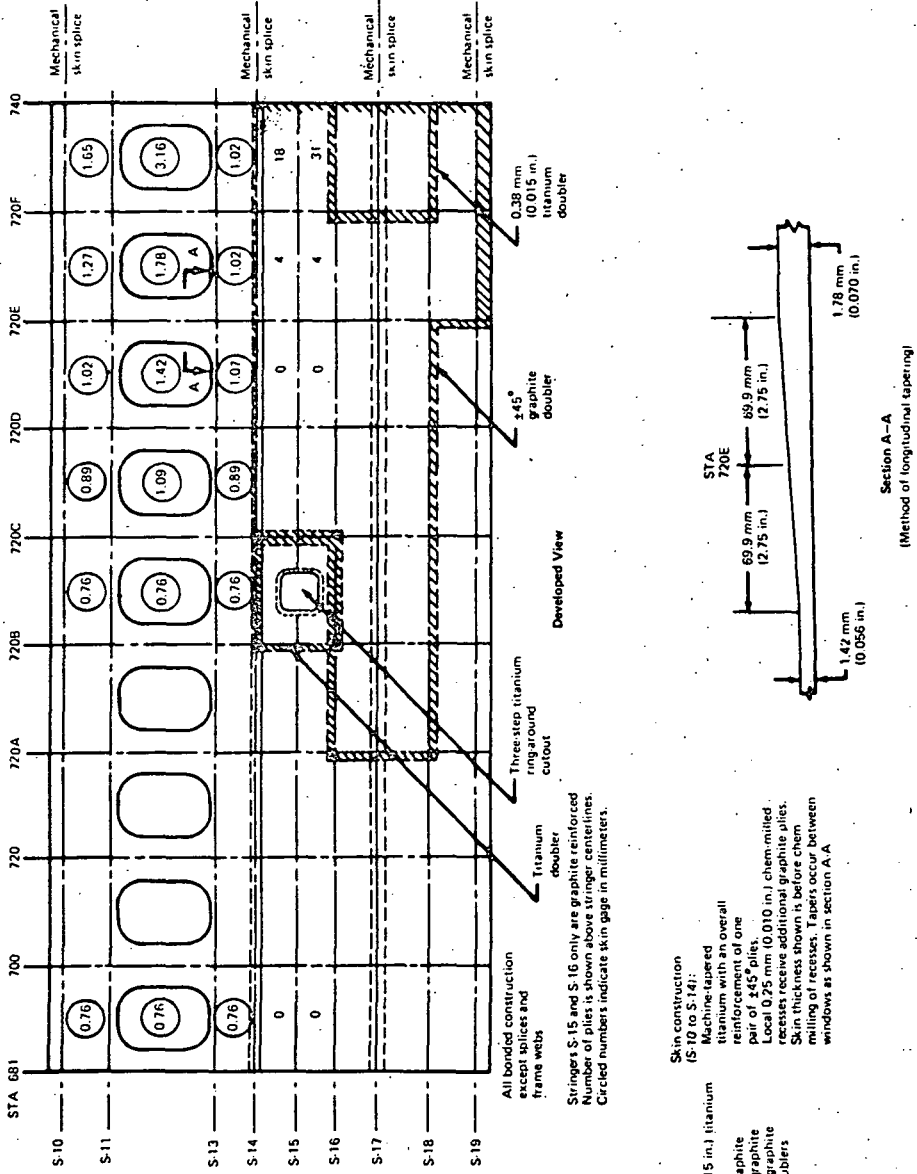 STA 681 700 720 720A 720B 720C 720D 720E 720F 740
S-10
Mechanical
skin splice
0.76 0.76 0.89 1.02 1.27 1.65
S-11
0.76 0.76 1.09 1.42 1.78 3.16
A A
S-13
0.76 0.76 0.89 1.07 1.02 1.02
S-14
Mechanical
skin splice
0 0 4 18
S-15
0 0 4 31
S-16
S-17
Mechanical
skin splice
S-18
S-19
Mechanical
skin splice
All bonded construction
except splices and
frame webs
Titanium
doubler
Three-step titanium
ring-around
cutout
±45°
graphite
doubler
0.38 mm
(0.015 in.)
titanium
doubler
Developed View
Stringers S-15 and S-16 only are graphite reinforced
Number of plies is shown above stringer centerlines.
Circled numbers indicate skin gage in millimeters.
15 in.) titanium
Skin construction
(S-10 to S-14):
Machine-tapered
titanium with an overall
reinforcement of one
pair of ±45° plies.
Local 0.25 mm (0.010 in.) chem-milled
recesses receive additional graphite plies.
Skin thickness shown is before chem
milling of recesses. Tapers occur between
windows as shown in section A-A
STA
720E
69.9 mm
(2.75 in.)
69.9 mm
(2.75 in.)
1.42 mm
(0.056 in.)
1.78 mm
(0.070 in.)
Section A–A
(Method of longitudinal tapering)